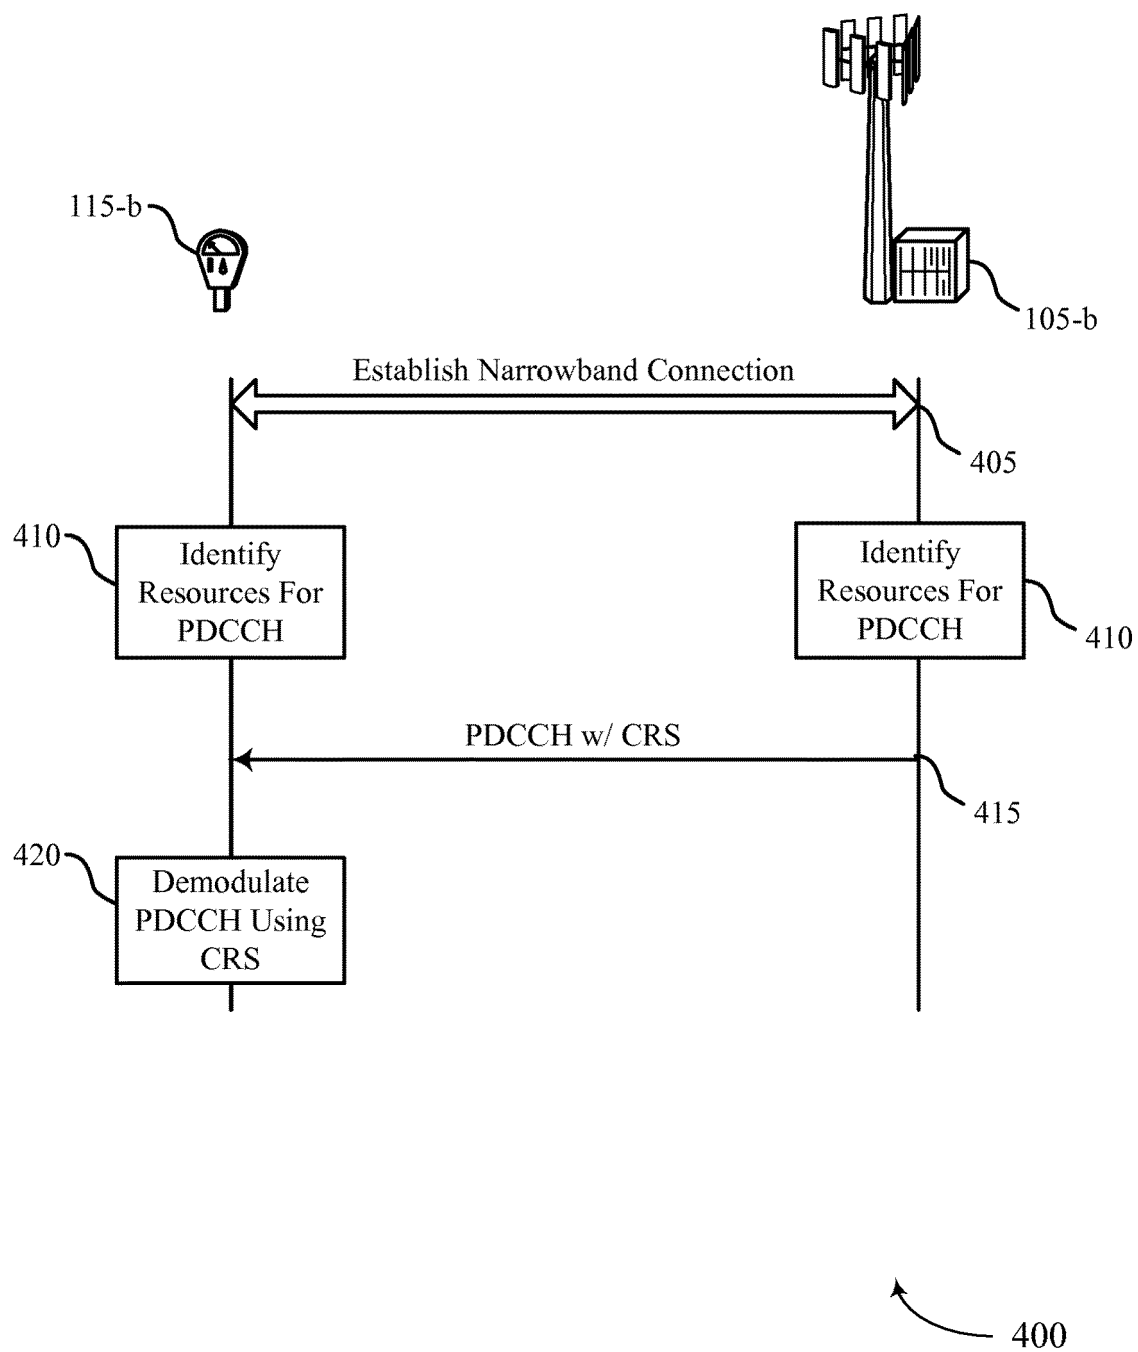 115-b
105-b
Establish Narrowband Connection
405
410
Identify
Resources For
PDCCH
Identify
Resources For
PDCCH
410
PDCCH w/ CRS
415
420
Demodulate
PDCCH Using
CRS
400